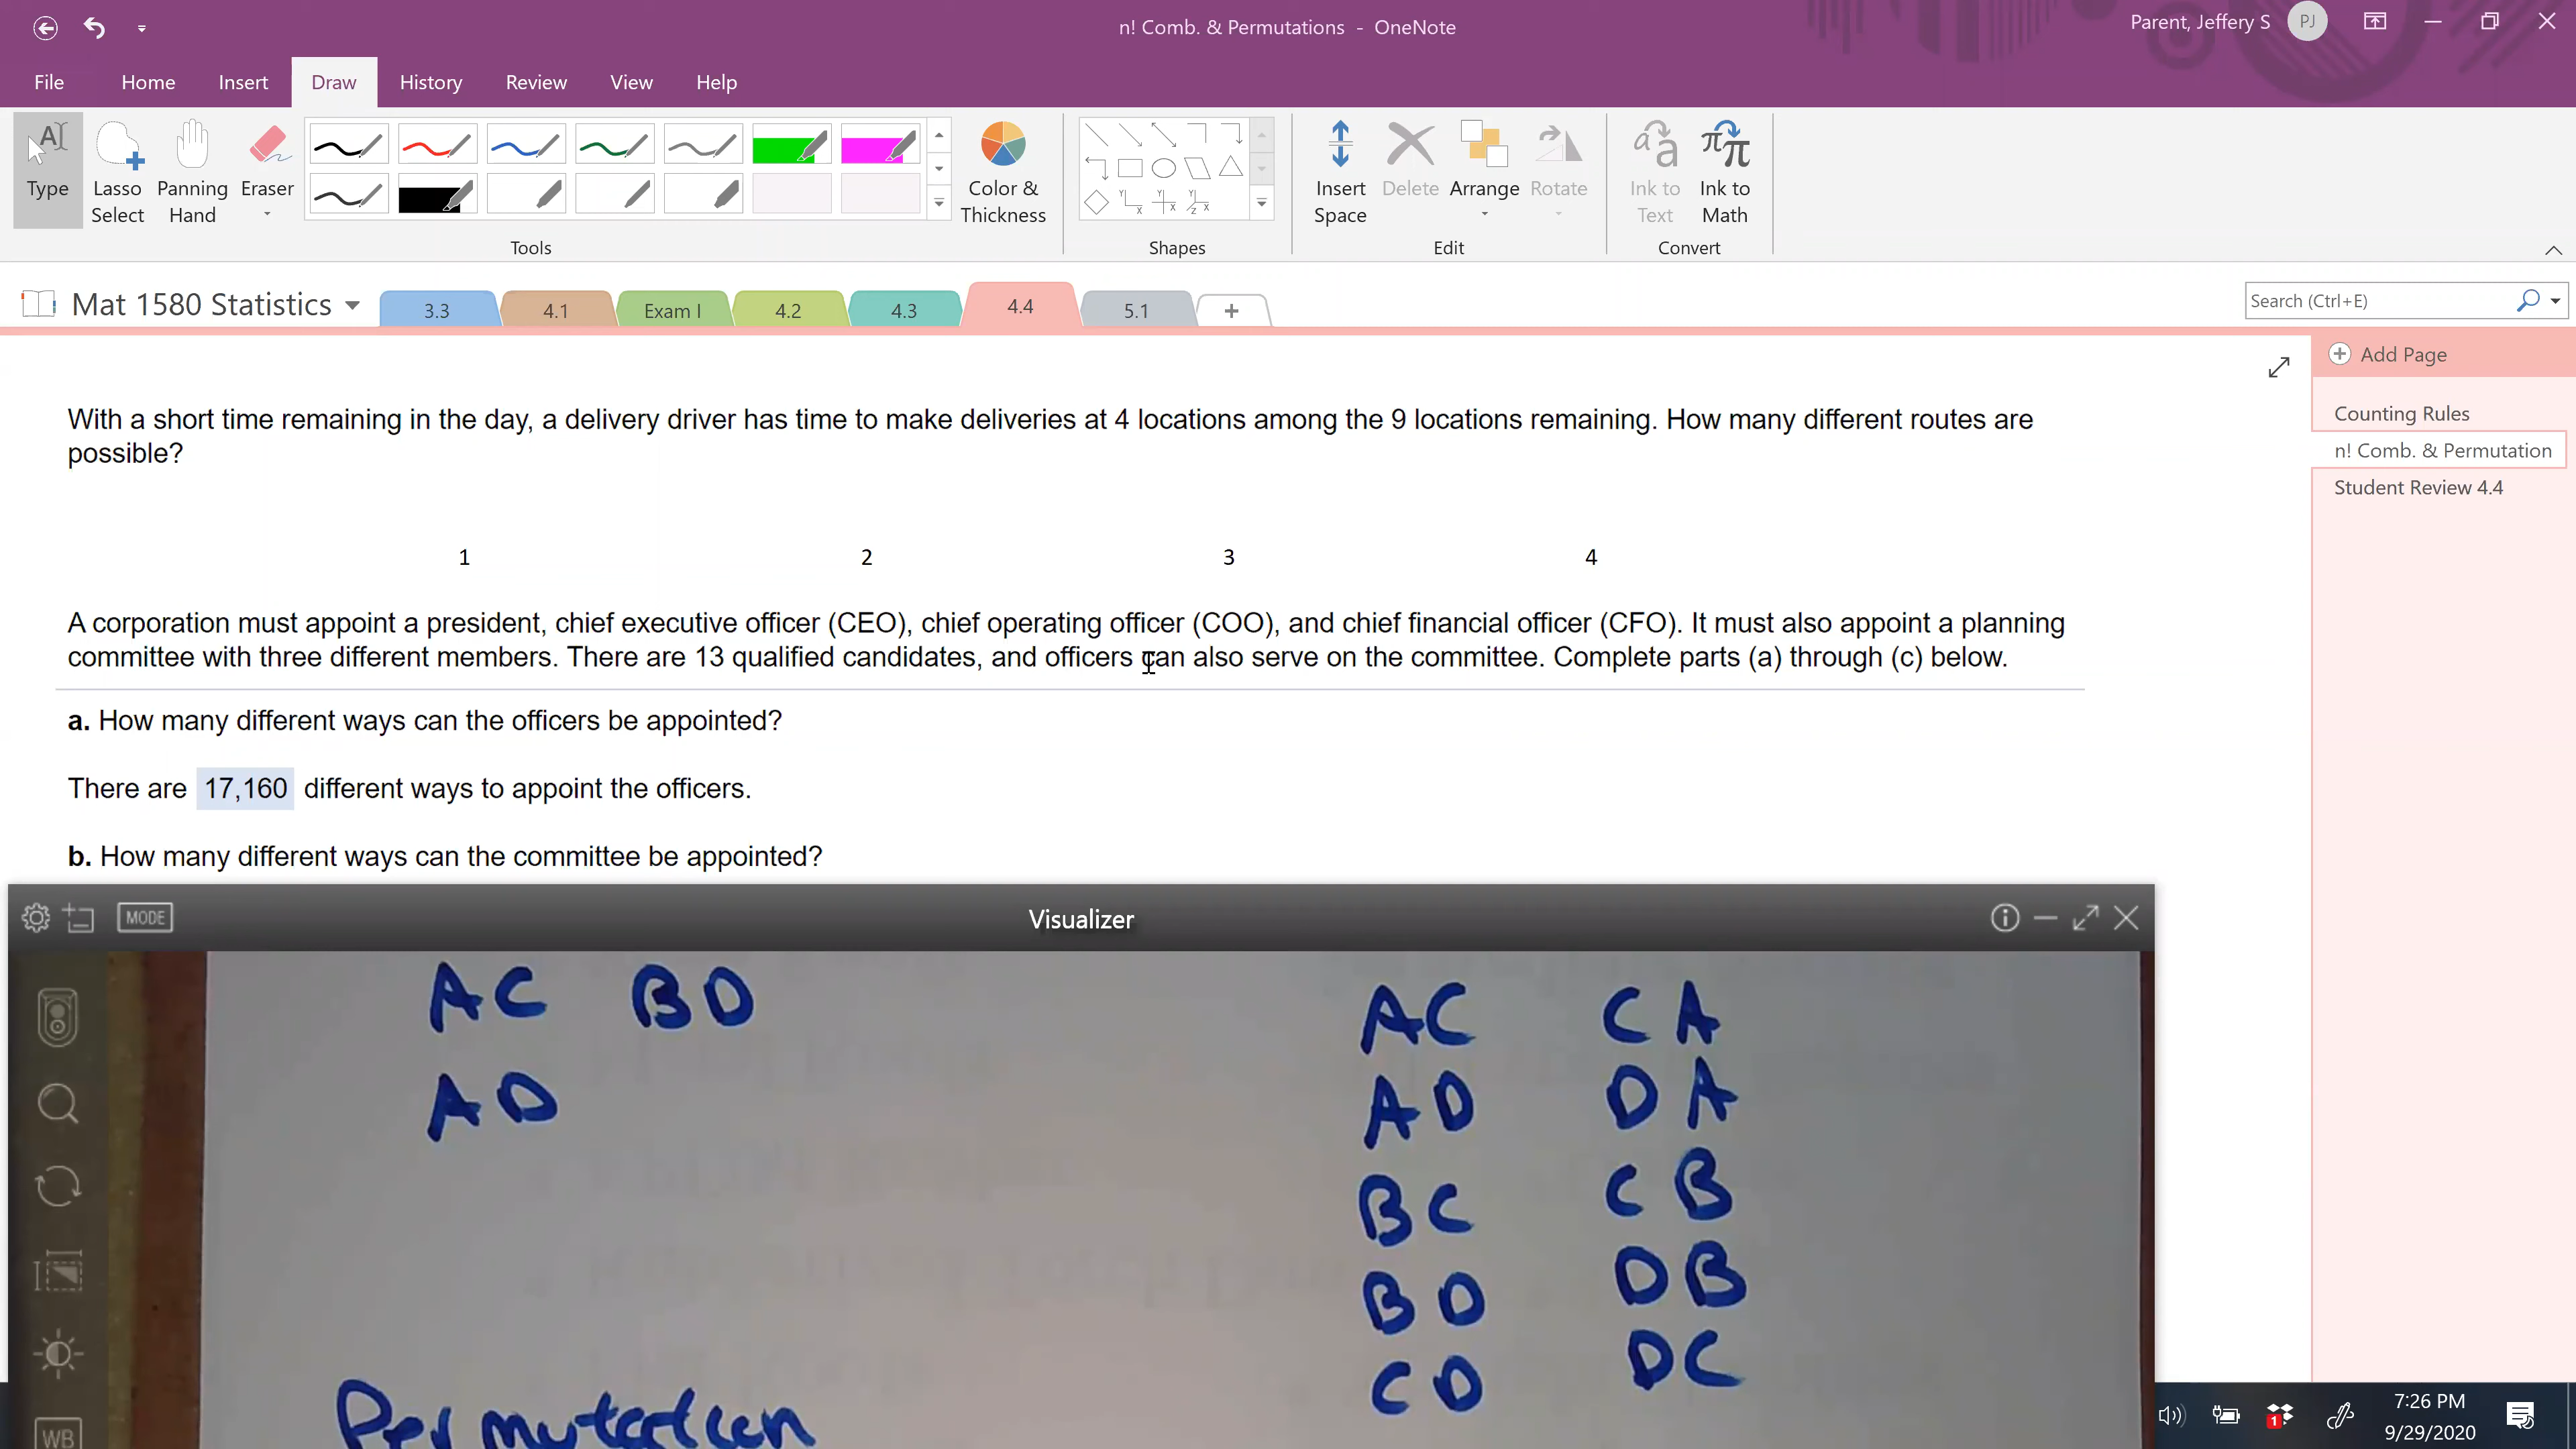 n! Comb. & Permutations - OneNote
Parent, Jeffery S PJ
File Home Insert Draw History Review View Help
Type
Lasso Select
Panning Hand
Eraser
Color & Thickness
Insert Space
Delete
Arrange
Rotate
Ink to Text
Ink to Math
Tools Shapes Edit Convert
Mat 1580 Statistics 3.3 4.1 Exam I 4.2 4.3 4.4 5.1 +
Search (Ctrl+E)
Add Page
Counting Rules
n! Comb. & Permutation
Student Review 4.4
With a short time remaining in the day, a delivery driver has time to make deliveries at 4 locations among the 9 locations remaining. How many different routes are
possible?
1 2 3 4
A corporation must appoint a president, chief executive officer (CEO), chief operating officer (COO), and chief financial officer (CFO). It must also appoint a planning
committee with three different members. There are 13 qualified candidates, and officers can also serve on the committee. Complete parts (a) through (c) below.
a. How many different ways can the officers be appointed?
There are 17,160 different ways to appoint the officers.
b. How many different ways can the committee be appointed?
MODE Visualizer
AC BD AC CA
AD AD DA
BC CB
BD DB
CD DC
Permutation
WB
1
7:26 PM
9/29/2020